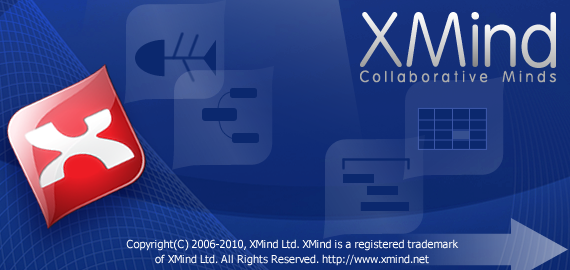 XMind
Collaborative Minds
Copyright(C) 2006-2010, XMind Ltd. XMind is a registered trademark
of XMind Ltd. All Rights Reserved. http://www.xmind.net